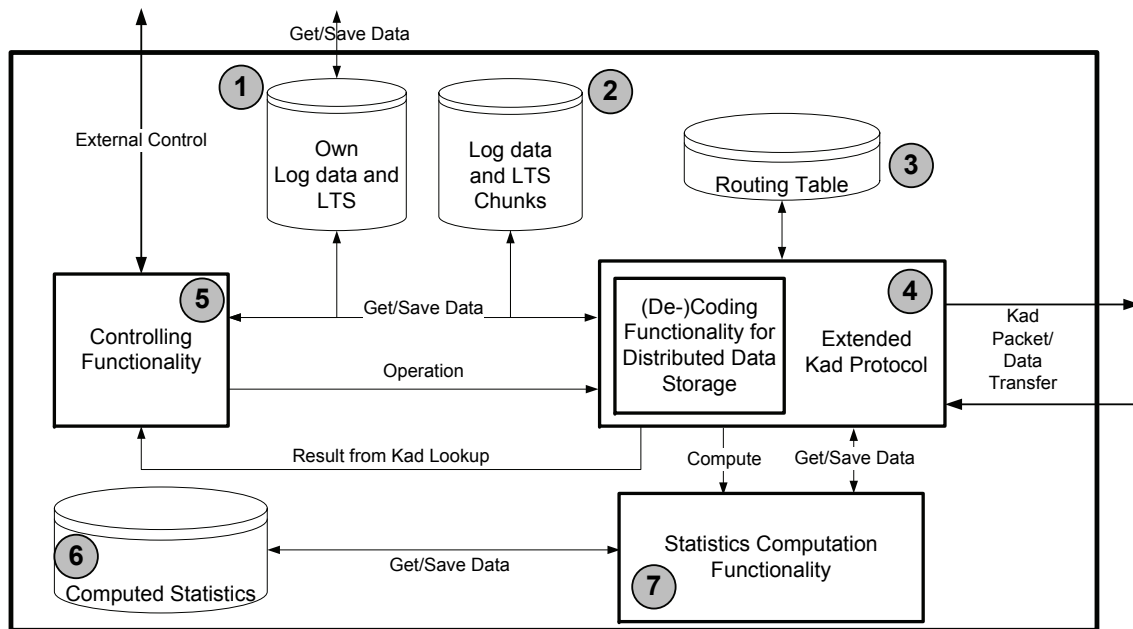 Get/Save Data
1
2
External Control
Own
Log data and
LTS
Log data
and LTS
Chunks
3
Routing Table
5
Controlling
Functionality
Get/Save Data
(De-)Coding
Functionality for
Distributed Data
Storage
4
Extended
Kad Protocol
Kad
Packet/
Data
Transfer
Operation
Result from Kad Lookup
Compute
Get/Save Data
6
Computed Statistics
Get/Save Data
Statistics Computation
Functionality
7